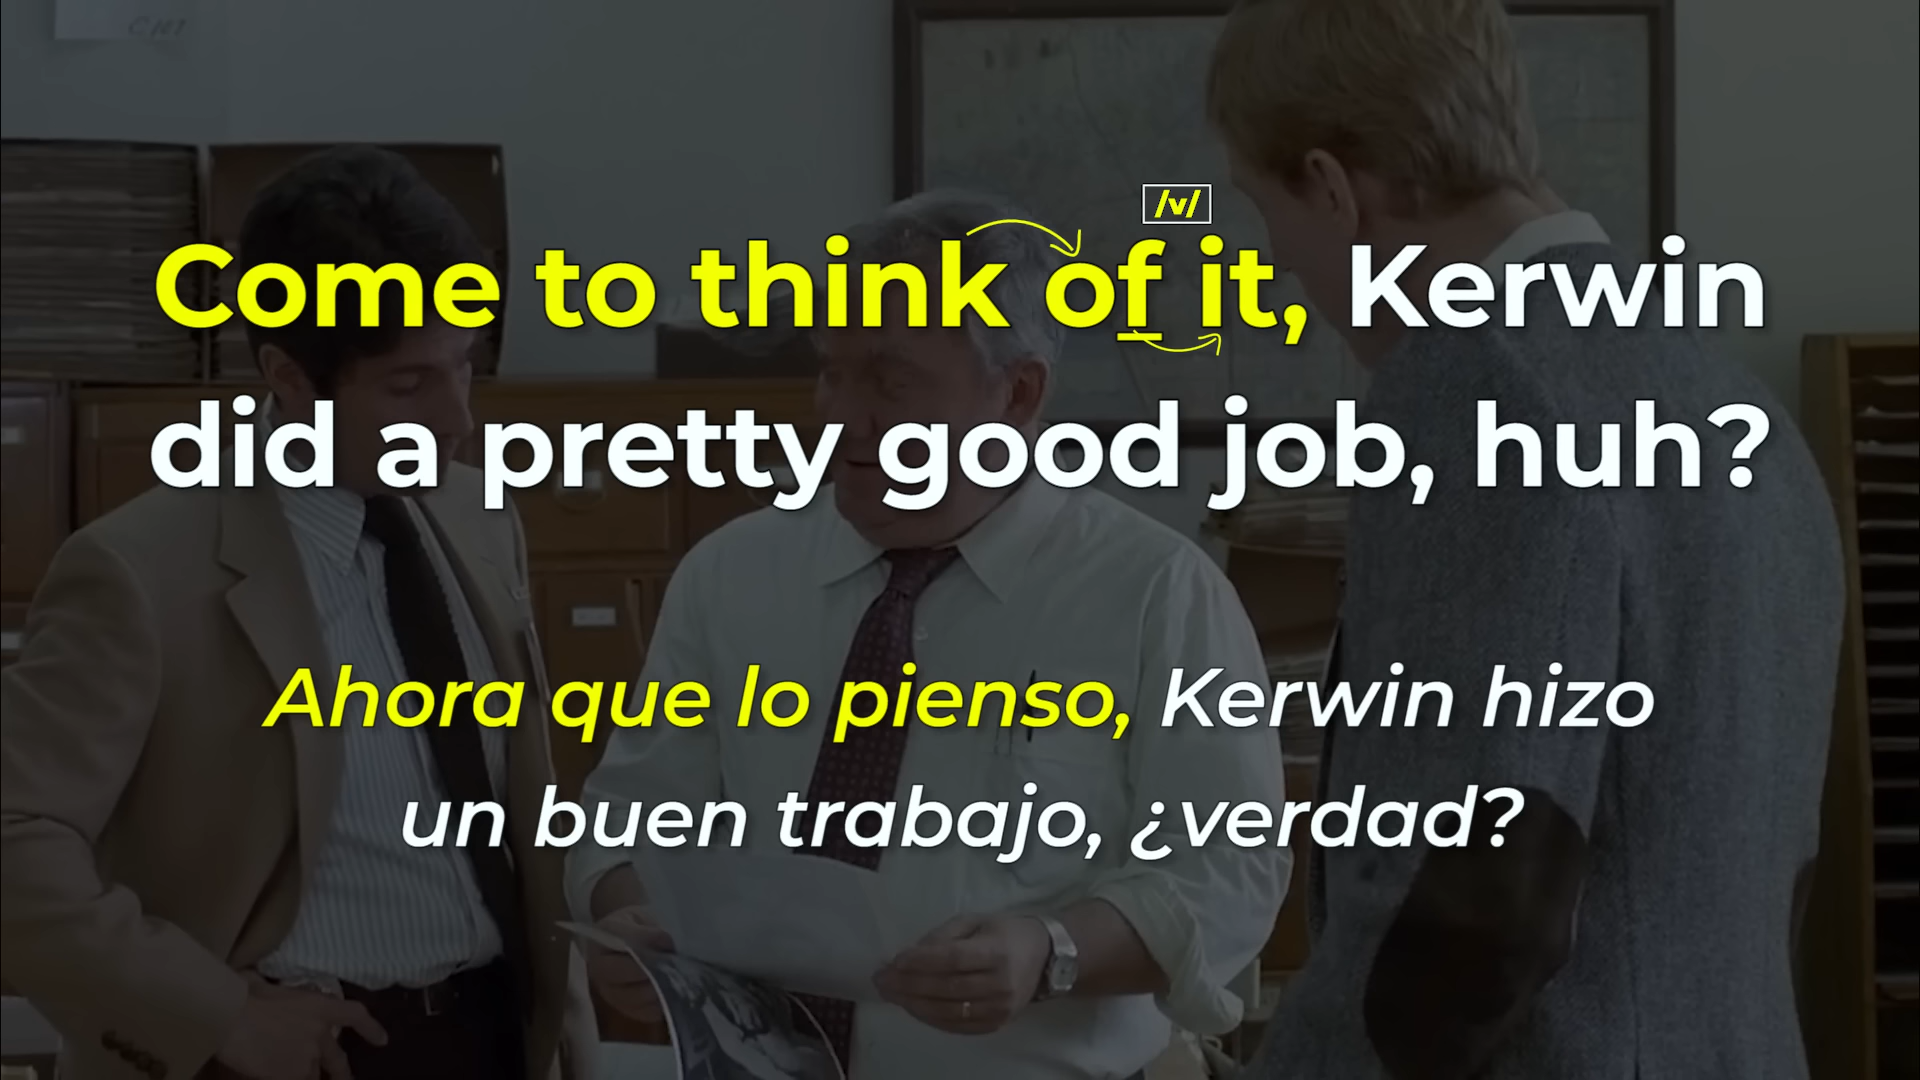 C 107
/v/
Come to think of it, Kerwin
did a pretty good job, huh?
Ahora que lo pienso, Kerwin hizo
un buen trabajo, ¿verdad?